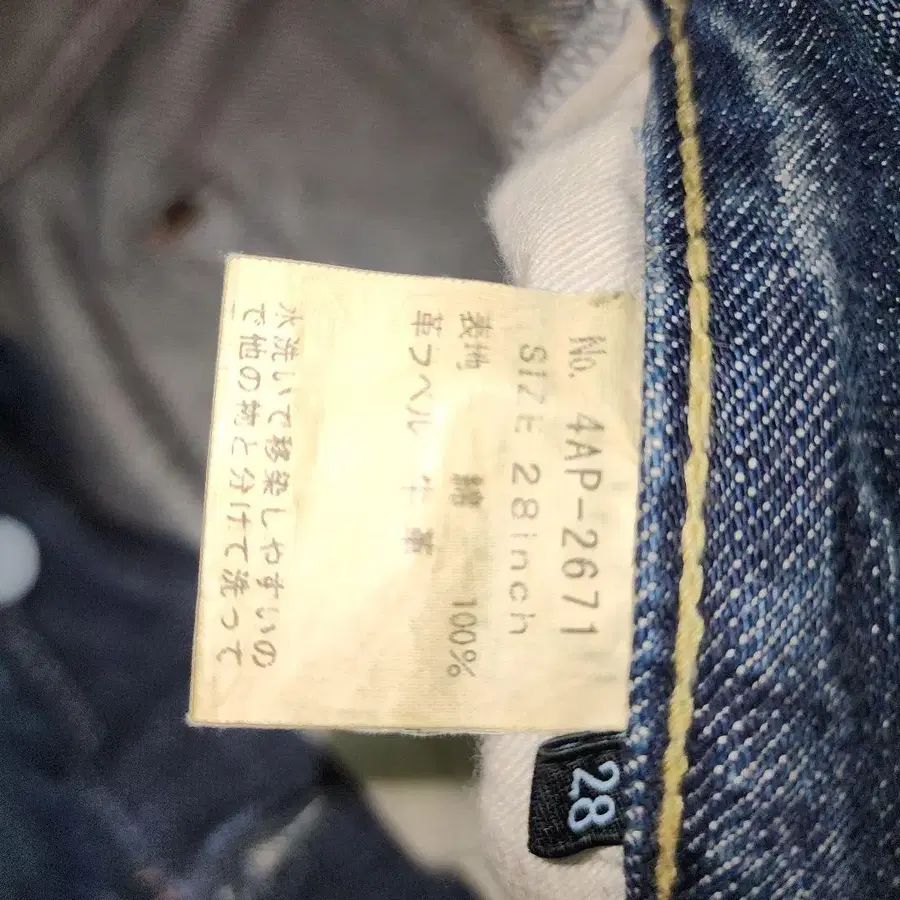 No. 4AP-2671
SIZE 28inch
表地 綿 100%
革ラベル 牛革
水洗いで移染しやすいの
で他の物と分けて洗って
28